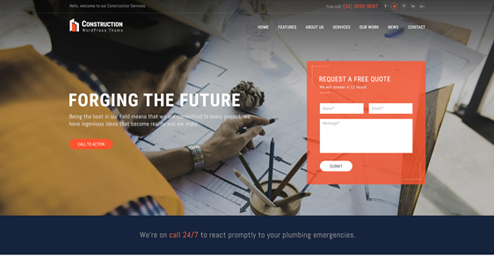 Hello, welcome to our Construction Services
Free call
CONSTRUCTION
WordPress Theme
HOME FEATURES ABOUT US SERVICES OUR WORK NEWS CONTACT
FORGING THE FUTURE
Being the best in our field means that we are committed to every project, we
have ingenious ideas that become reality and we make
CALL TO ACTION
REQUEST A FREE QUOTE
We will answer in 12 hours!
Name*
Email*
Message*
SUBMIT
We're on call 24/7 to react promptly to your plumbing emergencies.